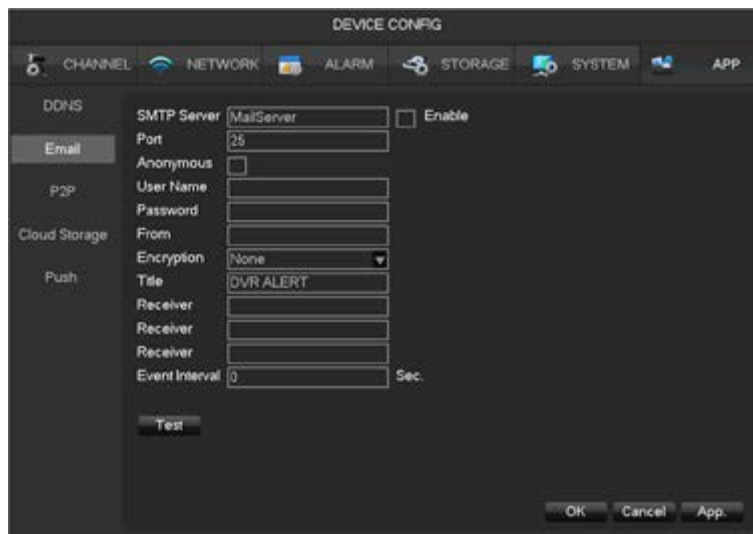 DEVICE CONFIG
CHANNEL NETWORK ALARM STORAGE SYSTEM APP
DDNS
Email
P2P
Cloud Storage
Push
SMTP Server MailServer Enable
Port 25
Anonymous
User Name
Password
From
Encryption None
Title DVR ALERT
Receiver
Receiver
Receiver
Event Interval 0 Sec.
Test
OK Cancel App.